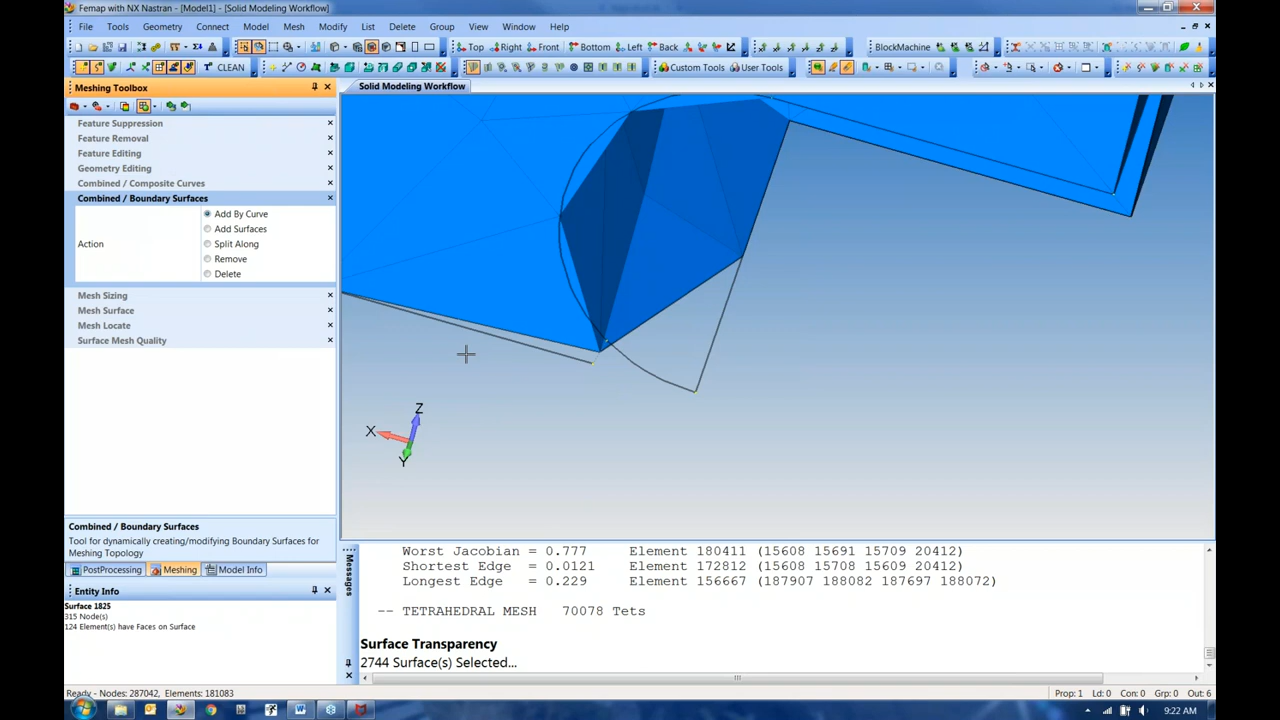 Femap with NX Nastran - [Model1] - [Solid Modeling Workflow]
File Tools Geometry Connect Model Mesh Modify List Delete Group View Window Help
Top Right Front Bottom Left Back BlockMachine
CLEAN Custom Tools User Tools
Meshing Toolbox
Solid Modeling Workflow
Feature Suppression
Feature Removal
Feature Editing
Geometry Editing
Combined / Composite Curves
Combined / Boundary Surfaces
Action
Add By Curve
Add Surfaces
Split Along
Remove
Delete
Mesh Sizing
Mesh Surface
Mesh Locate
Surface Mesh Quality
Z
X
Y
Combined / Boundary Surfaces
Tool for dynamically creating/modifying Boundary Surfaces for
Meshing Topology
PostProcessing Meshing Model Info
Entity Info
Surface 1825
315 Node(s)
124 Element(s) have Faces on Surface
Messages
Worst Jacobian = 0.777 Element 180411 (15608 15691 15709 20412)
Shortest Edge = 0.0121 Element 172812 (15708 15708 15609 20412)
Longest Edge = 0.229 Element 156667 (187907 188082 187697 188072)
-- TETRAHEDRAL MESH 70078 Tets
Surface Transparency
2744 Surface(s) Selected...
Ready - Nodes: 287042, Elements: 181083
Prop: 1 Ld: 0 Con: 0 Grp: 0 Out: 6
9:22 AM